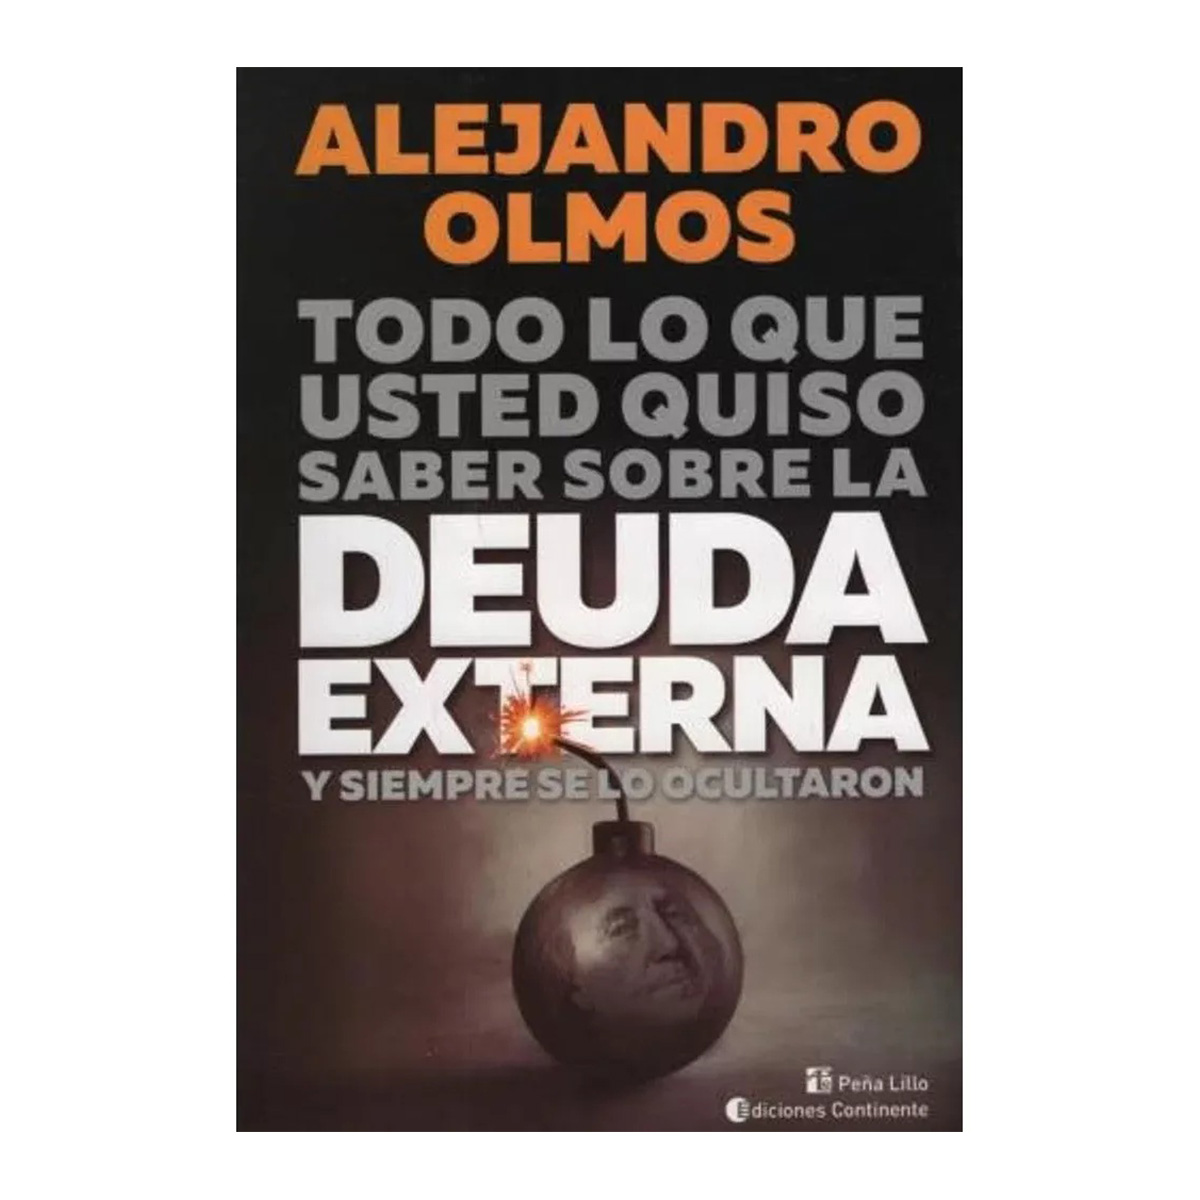 ALEJANDRO
OLMOS
TODO LO QUE
USTED QUISO
SABER SOBRE LA
DEUDA
EXTERNA
Y SIEMPRE SE LO OCULTARON
Peña Lillo
Ediciones Continente